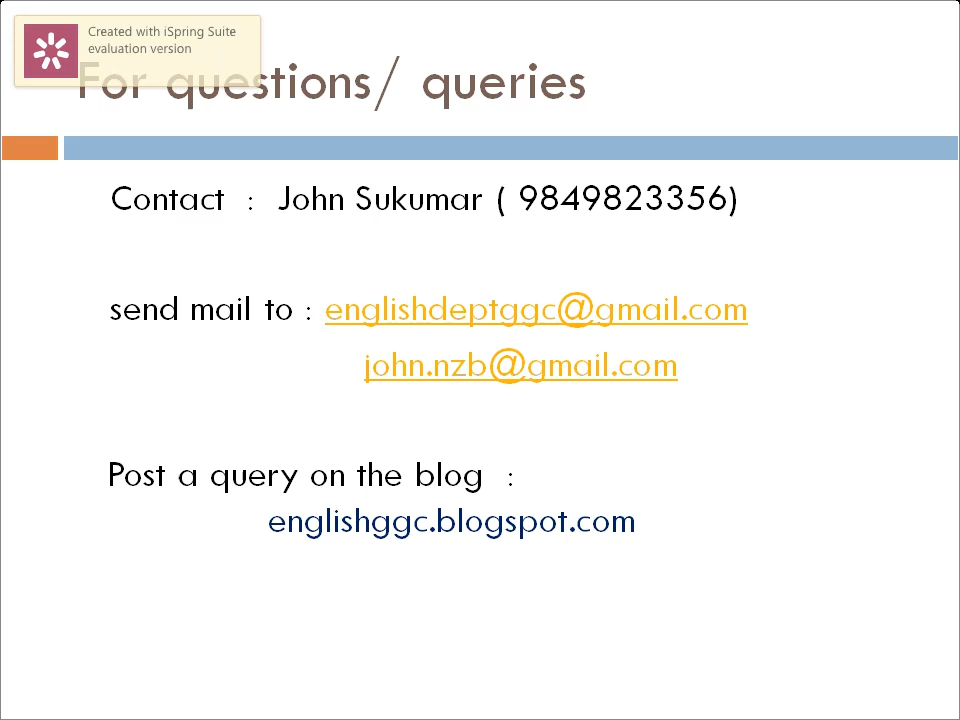 Created with iSpring Suite
evaluation version
For questions/ queries
Contact : John Sukumar ( 9849823356)
send mail to : englishdeptggc@gmail.com
john.nzb@gmail.com
Post a query on the blog :
englishggc.blogspot.com